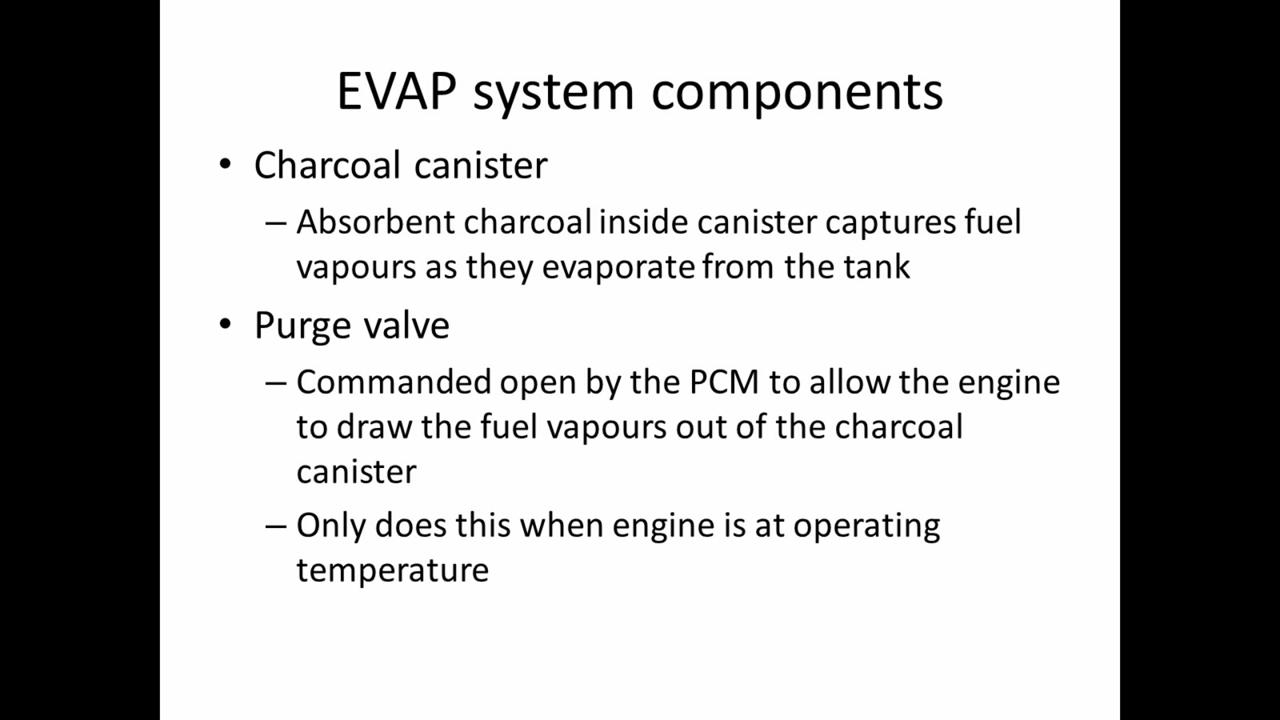 EVAP system components
• Charcoal canister
– Absorbent charcoal inside canister captures fuel
vapours as they evaporate from the tank
• Purge valve
– Commanded open by the PCM to allow the engine
to draw the fuel vapours out of the charcoal
canister
– Only does this when engine is at operating
temperature